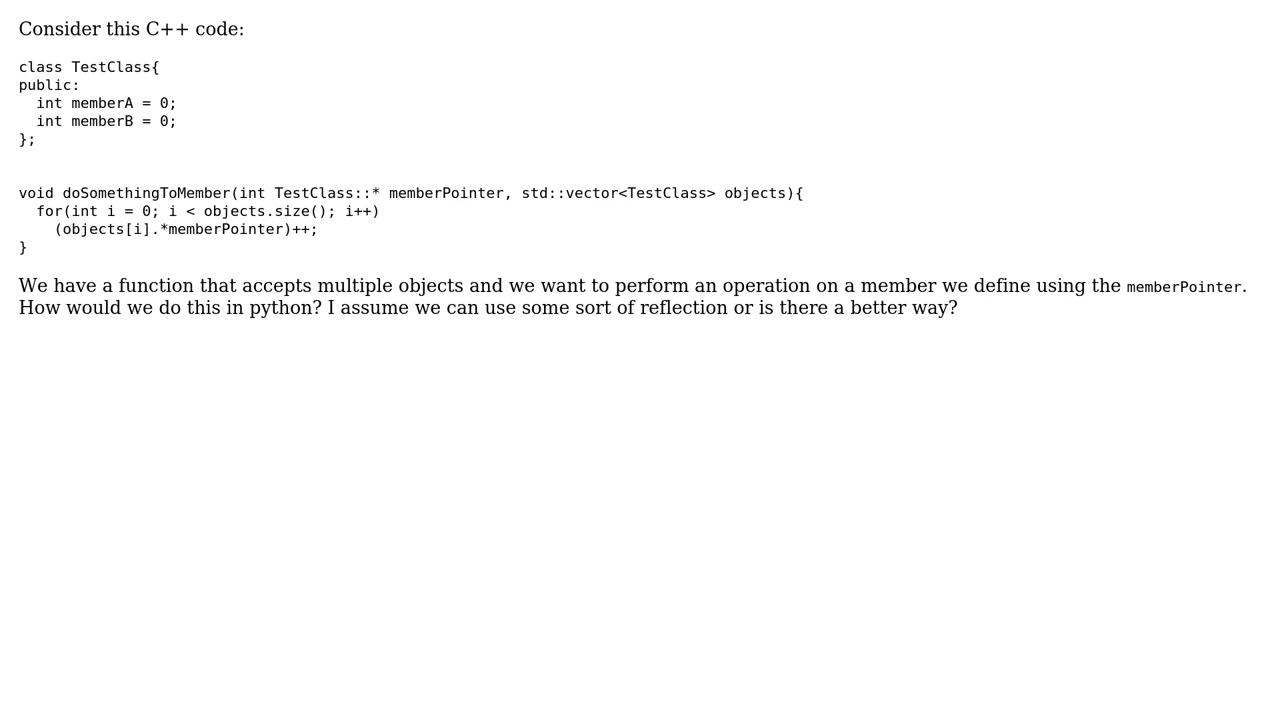 Consider this C++ code:
class TestClass{
public:
  int memberA = 0;
  int memberB = 0;
};
void doSomethingToMember(int TestClass::* memberPointer, std::vector<TestClass> objects){
  for(int i = 0; i < objects.size(); i++)
    (objects[i].*memberPointer)++;
}
We have a function that accepts multiple objects and we want to perform an operation on a member we define using the memberPointer.
How would we do this in python? I assume we can use some sort of reflection or is there a better way?